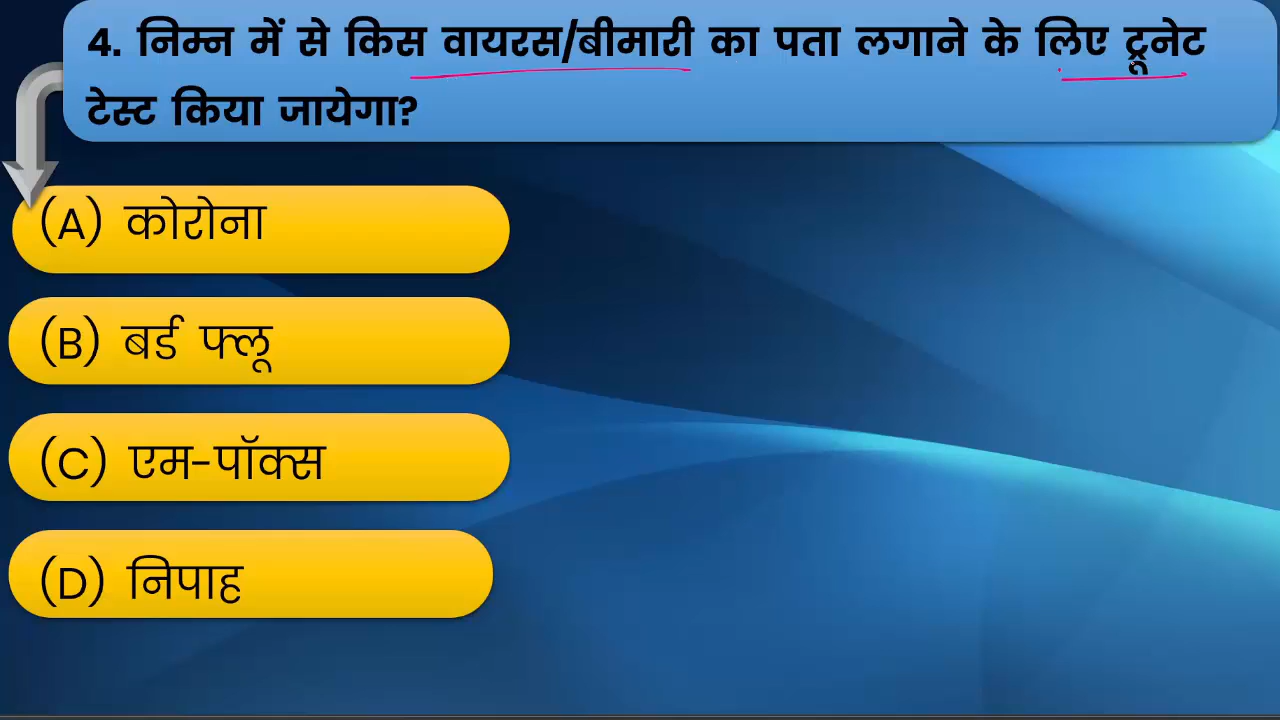 4. निम्न में से किस वायरस/बीमारी का पता लगाने के लिए ट्रूनेट
टेस्ट किया जायेगा?
(A) कोरोना
(B) बर्ड फ्लू
(C) एम-पॉक्स
(D) निपाह